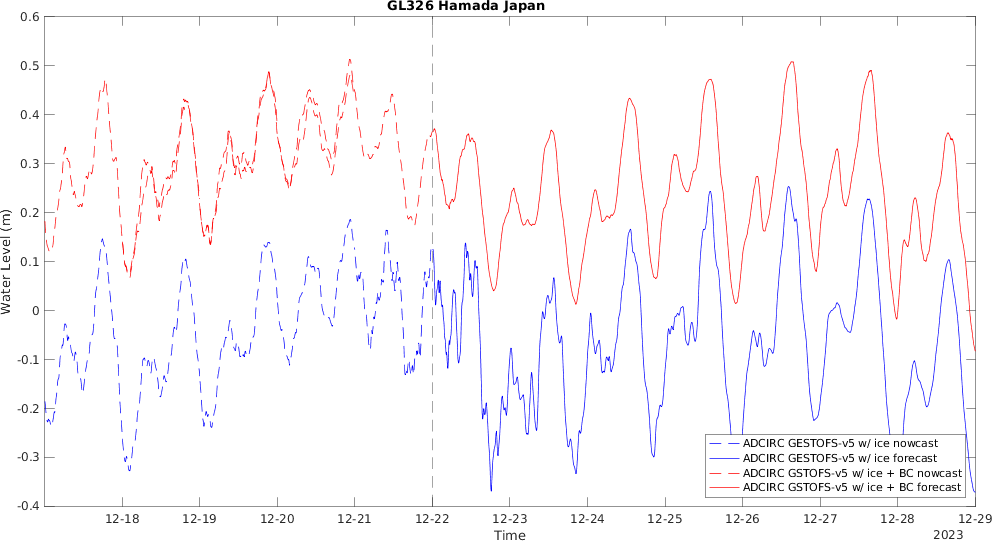 GL326 Hamada Japan
Water Level (m)
0.6
0.5
0.4
0.3
0.2
0.1
0
-0.1
-0.2
-0.3
-0.4
ADCIRC GESTOFS-v5 w/ ice nowcast
ADCIRC GESTOFS-v5 w/ ice forecast
ADCIRC GSTOFS-v5 w/ ice + BC nowcast
ADCIRC GSTOFS-v5 w/ ice + BC forecast
12-18 12-19 12-20 12-21 12-22 12-23 12-24 12-25 12-26 12-27 12-28 12-29
Time
2023